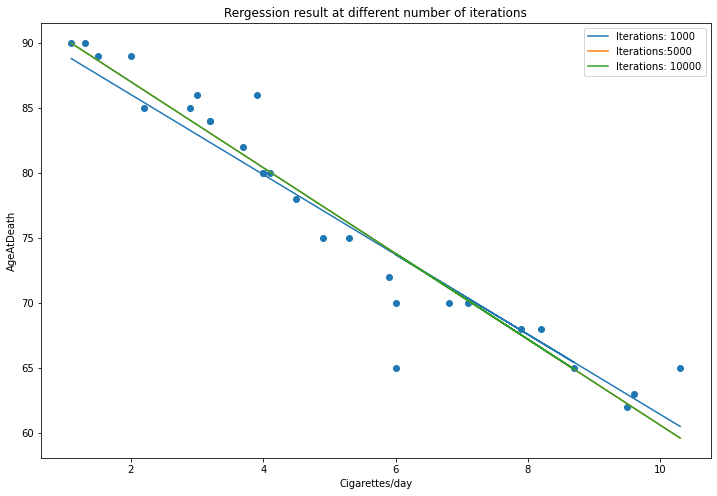 Rergession result at different number of iterations
Iterations: 1000
Iterations:5000
Iterations: 10000
90
85
80
75
70
65
60
AgeAtDeath
2 4 6 8 10
Cigarettes/day